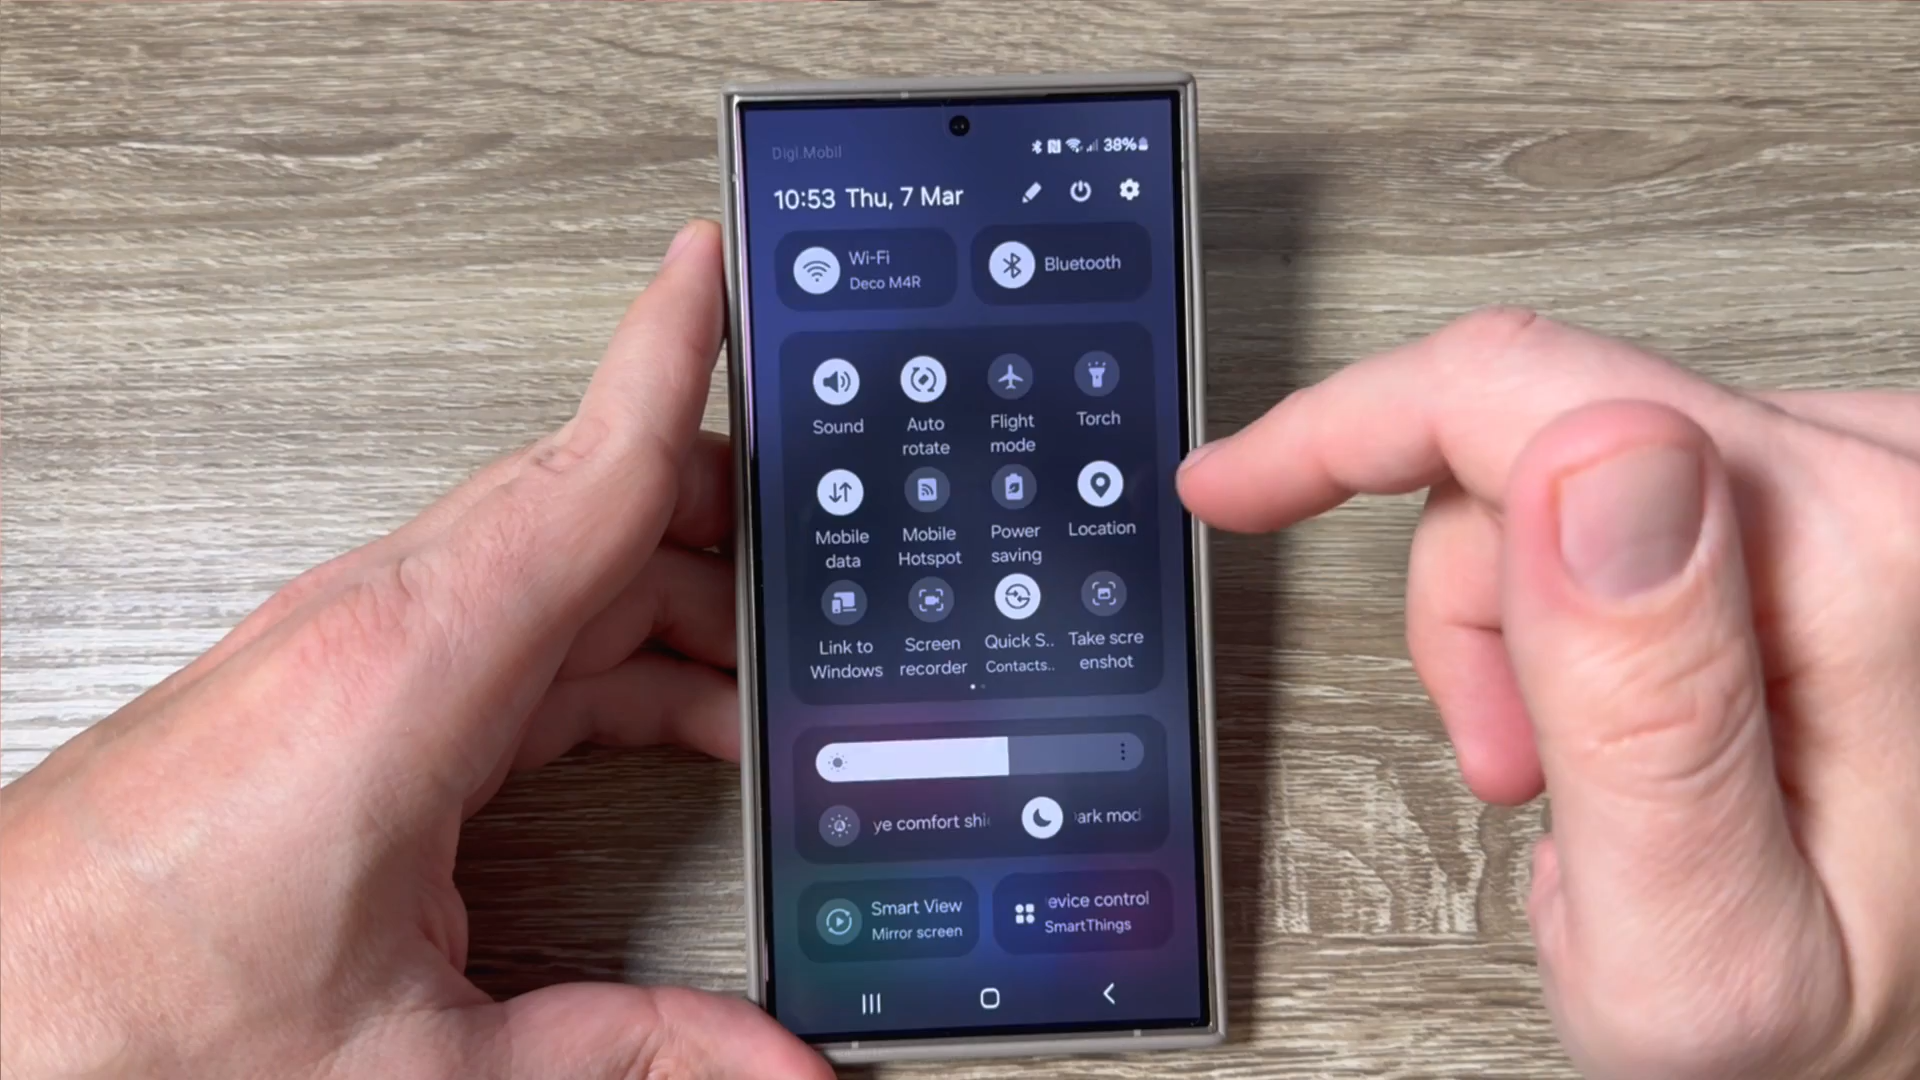 Digi.Mobil
38%
10:53 Thu, 7 Mar
Wi-Fi
Deco M4R
Bluetooth
Sound
Auto
rotate
Flight
mode
Torch
Mobile
data
Mobile
Hotspot
Power
saving
Location
Link to
Windows
Screen
recorder
Quick S..
Contacts..
Take scre
enshot
ye comfort shi
ark mod
Smart View
Mirror screen
evice control
SmartThings